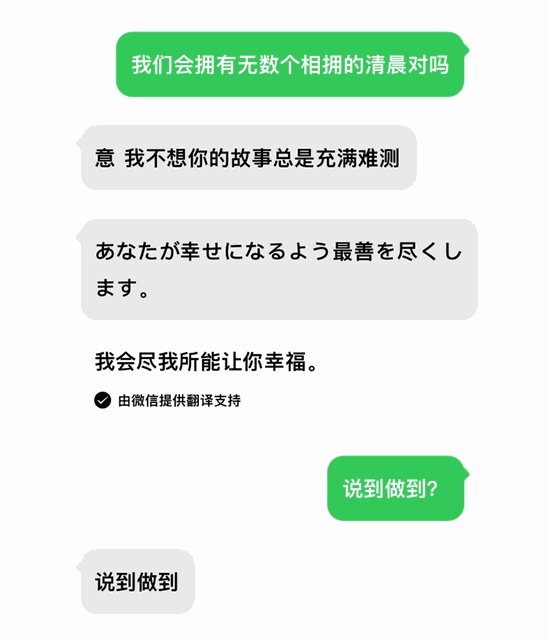 我们会拥有无数个相拥的清晨对吗
意 我不想你的故事总是充满难测
あなたが幸せになるよう最善を尽くし
ます。
我会尽我所能让你幸福。
由微信提供翻译支持
说到做到?
说到做到